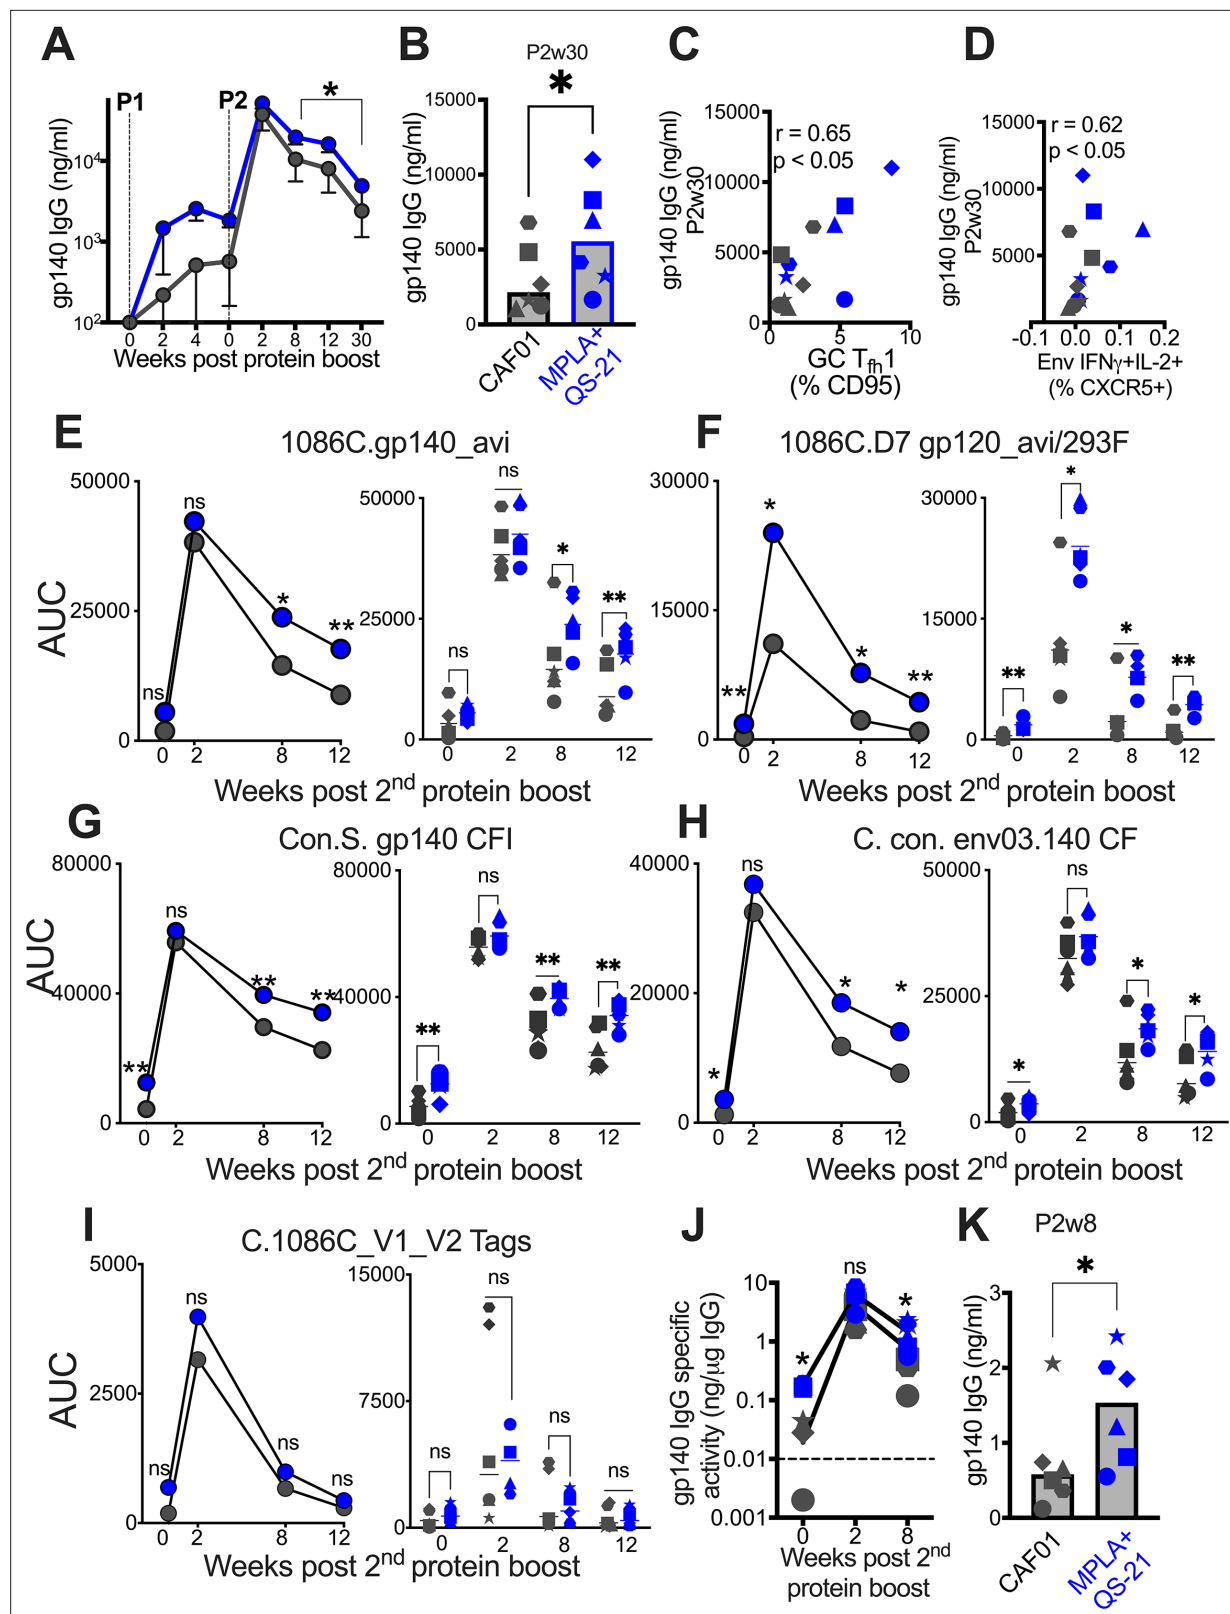 A
P1
P2
*
gp140 IgG (ng/ml)
10⁴
10³
10²
0 2 4 0 2 8 12 30
Weeks post protein boost
B
P2w30
*
gp140 IgG (ng/ml)
15000
10000
5000
0
CAF01
MPLA+
QS-21
C
r = 0.65
p < 0.05
gp140 IgG (ng/ml)
P2w30
15000
10000
5000
0
0 5 10
GC Tfh1
(% CD95)
D
r = 0.62
p < 0.05
gp140 IgG (ng/ml)
P2w30
15000
10000
5000
0
-0.1 0.0 0.1 0.2
Env IFNγ+IL-2+
(% CXCR5+)
E
1086C.gp140_avi
AUC
50000
25000
0
ns ns * **
0 2 8 12
50000
25000
0
ns ns * **
0 2 8 12
Weeks post 2nd protein boost
F
1086C.D7 gp120_avi/293F
30000
15000
0
** * * **
0 2 8 12
30000
15000
0
** * * **
0 2 8 12
Weeks post 2nd protein boost
G
Con.S. gp140 CFI
AUC
80000
40000
0
** ns ** **
0 2 8 12
80000
40000
0
** ns ** **
0 2 8 12
Weeks post 2nd protein boost
H
C. con. env03.140 CF
40000
20000
0
* ns * *
0 2 8 12
50000
25000
0
* ns * *
0 2 8 12
Weeks post 2nd protein boost
I
C.1086C_V1_V2 Tags
AUC
5000
2500
0
ns ns ns ns
0 2 8 12
15000
7500
0
ns ns ns ns
0 2 8 12
Weeks post 2nd protein boost
J
gp140 IgG specific
activity (ng/μg IgG)
10
1
0.1
0.01
0.001
* ns *
0 2 8
Weeks post 2nd
protein boost
K
P2w8
*
gp140 IgG (ng/ml)
3
2
1
0
CAF01
MPLA+
QS-21